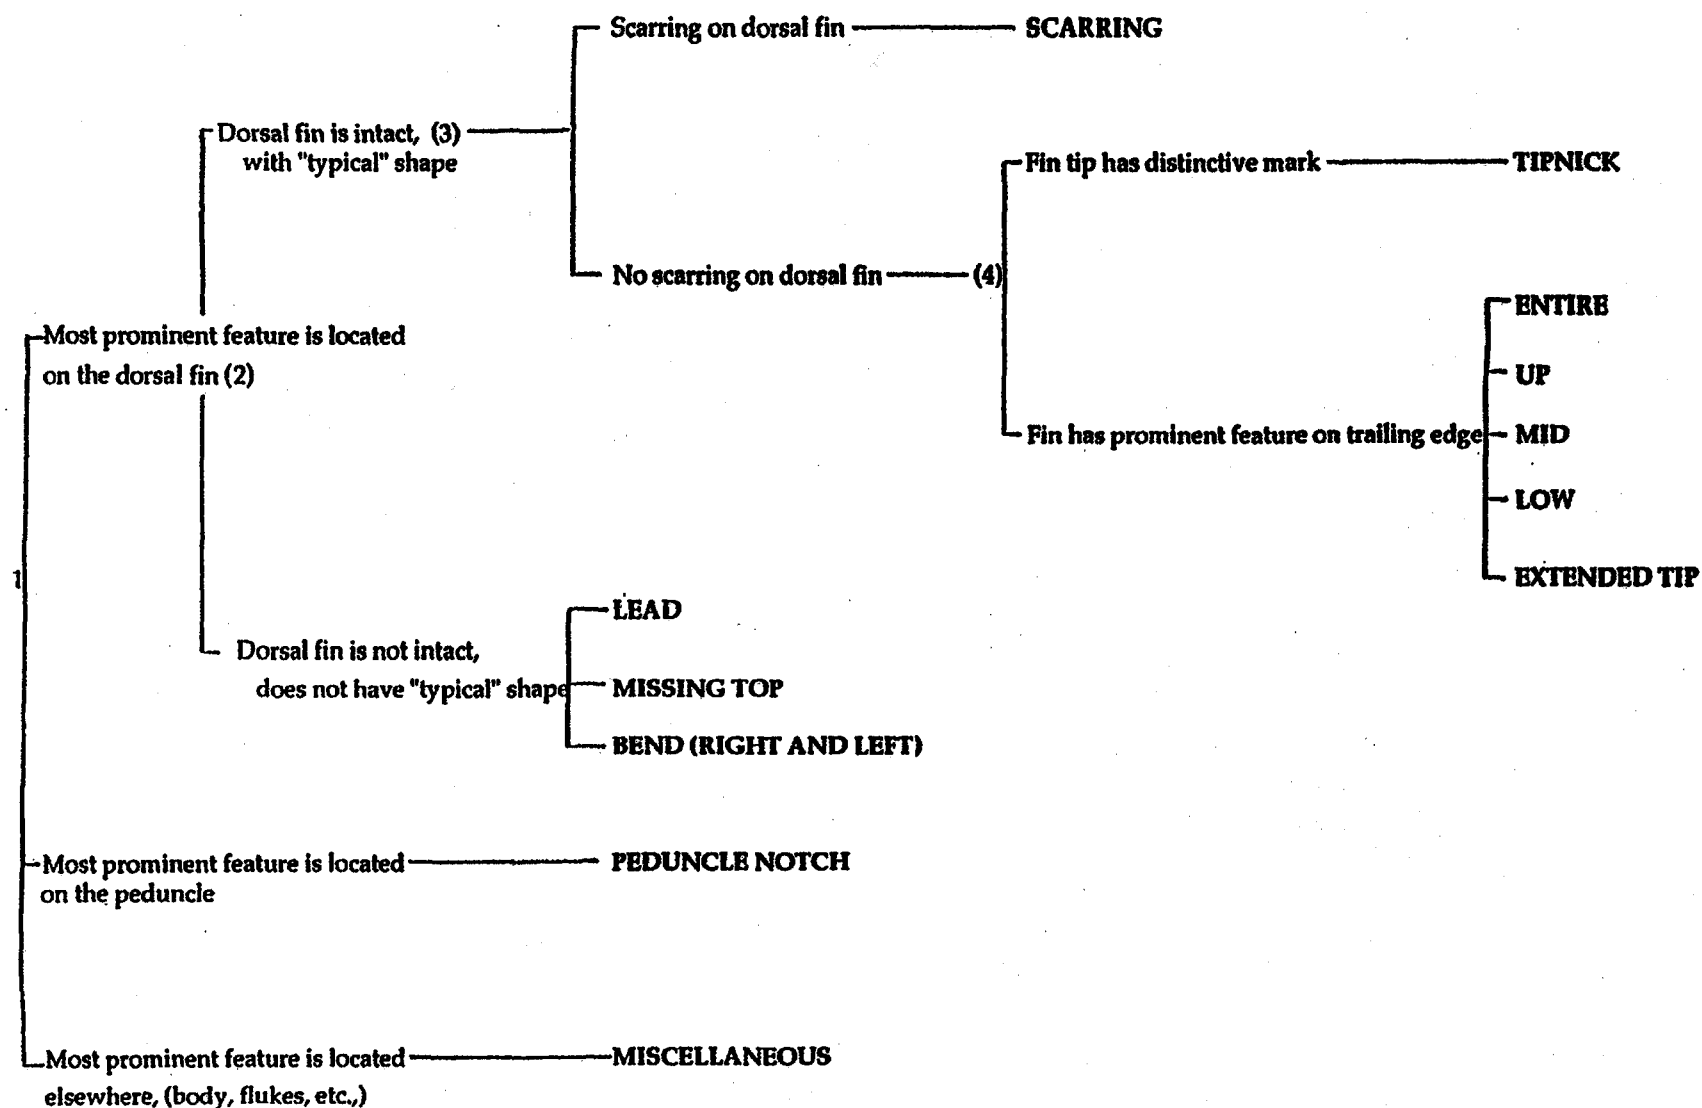 Scarring on dorsal fin SCARRING
Dorsal fin is intact, (3)
with "typical" shape
Fin tip has distinctive mark TIPNICK
No scarring on dorsal fin (4)
ENTIRE
Most prominent feature is located
on the dorsal fin (2)
UP
Fin has prominent feature on trailing edge MID
LOW
1
EXTENDED TIP
LEAD
Dorsal fin is not intact,
does not have "typical" shape
MISSING TOP
BEND (RIGHT AND LEFT)
Most prominent feature is located PEDUNCLE NOTCH
on the peduncle
Most prominent feature is located MISCELLANEOUS
elsewhere, (body, flukes, etc.,)